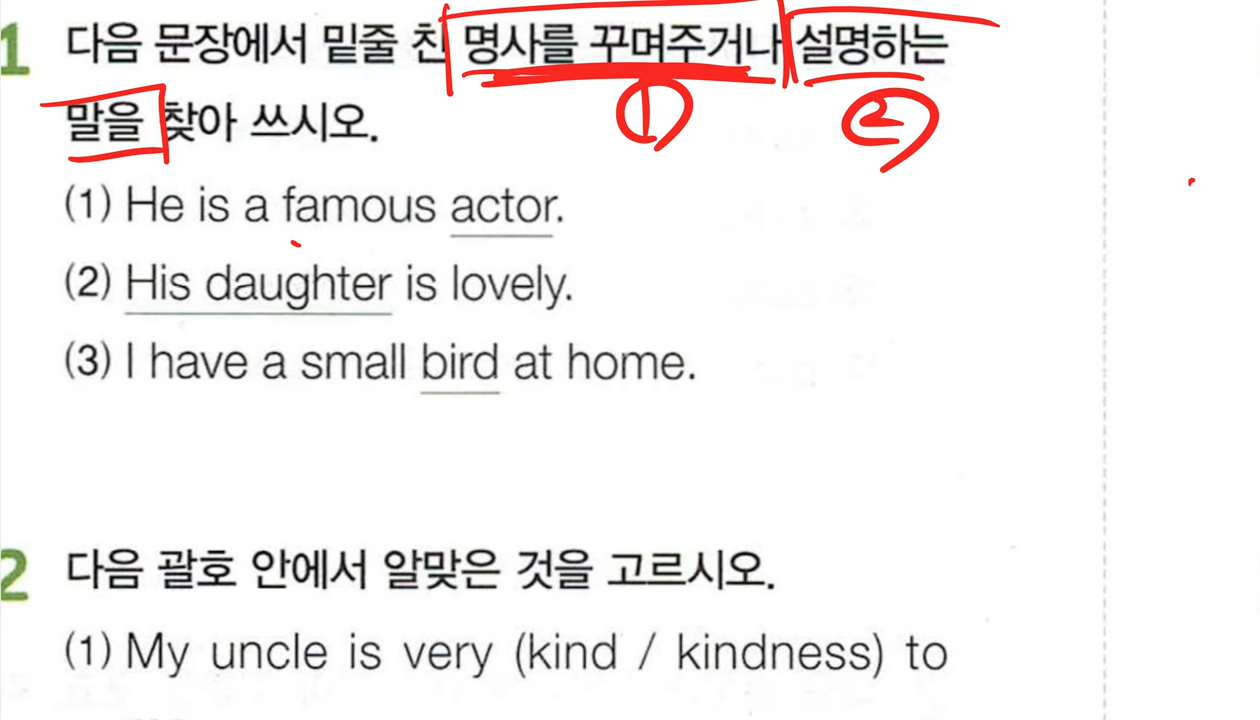 1 다음 문장에서 밑줄 친 명사를 꾸며주거나 설명하는
① ②
말을 찾아 쓰시오.
(1) He is a famous actor.
(2) His daughter is lovely.
(3) I have a small bird at home.
2 다음 괄호 안에서 알맞은 것을 고르시오.
(1) My uncle is very (kind / kindness) to